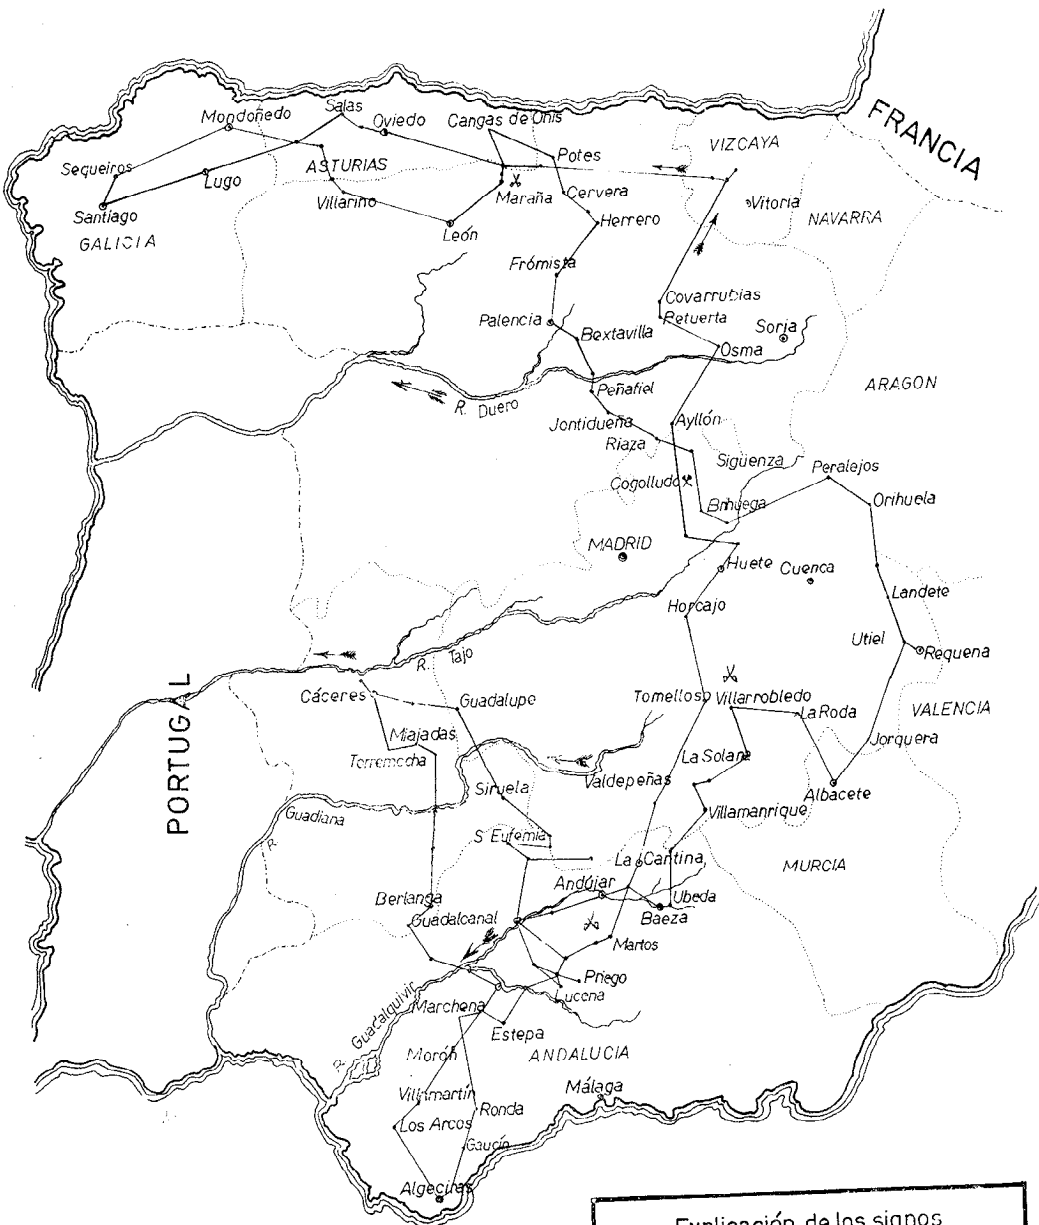 FRANCIA
Mondoñedo
Salas
Oviedo
Cangas de Onis
VIZCAYA
Sequeiros
Lugo
ASTURIAS
Potes
Villarino
Maraña
Cervera
Vitoria
NAVARRA
Santiago
GALICIA
León
Herrero
Frómista
Covarrubias
Retuerta
Palencia
Bextavilla
Soria
Osma
Peñafiel
ARAGON
R. Duero
Jontidueña
Riaza
Ayllón
Sigüenza
Peralejos
Cogolludo
Brihuega
Orihuela
MADRID
Huete
Cuenca
Landete
Horcajo
Utiel
Requena
R. Tajo
PORTUGAL
Cáceres
Guadalupe
Tomelloso
Villarrobledo
La Roda
VALENCIA
Miajadas
Torremocha
Jorquera
La Solana
Siruela
Valdepeñas
Albacete
R. Guadiana
Villamanrique
S. Eufemia
La Cantina
MURCIA
Andújar
Ubeda
Berlanga
Baeza
Guadalcanal
Martos
Priego
Lucena
R. Guadalquivir
Marchena
Estepa
Morón
ANDALUCIA
Málaga
Villamartín
Ronda
Los Arcos
Gaucín
Algeciras
Explicación de los signos